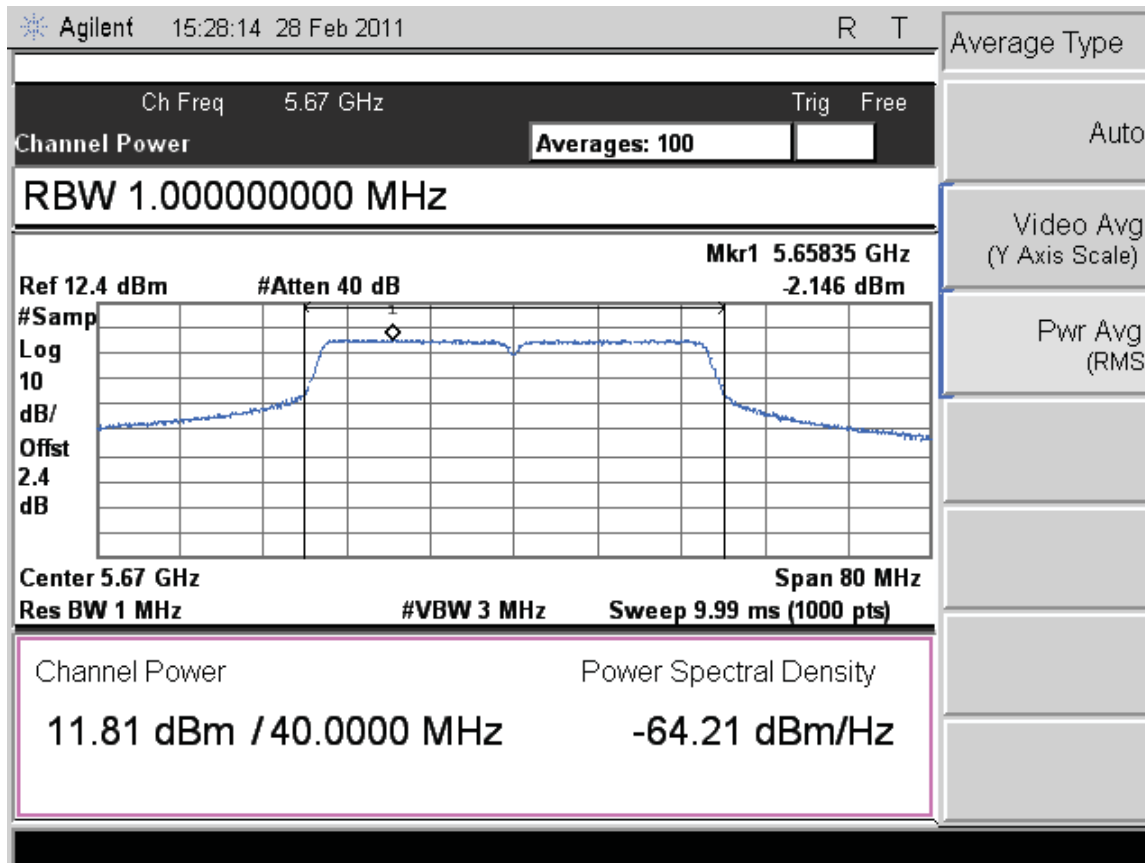 Agilent 15:28:14 28 Feb 2011 R T
Average Type
Ch Freq 5.67 GHz Trig Free
Channel Power Averages: 100
Auto
RBW 1.000000000 MHz
Video Avg
(Y Axis Scale)
Mkr1 5.65835 GHz
Ref 12.4 dBm #Atten 40 dB -2.146 dBm
Pwr Avg
(RMS
#Samp
Log
10
dB/
Offst
2.4
dB
1
Center 5.67 GHz Span 80 MHz
Res BW 1 MHz #VBW 3 MHz Sweep 9.99 ms (1000 pts)
Channel Power Power Spectral Density
11.81 dBm / 40.0000 MHz -64.21 dBm/Hz